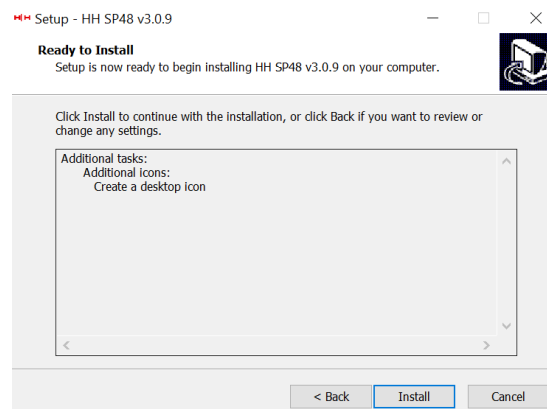 Setup - HH SP48 v3.0.9
Ready to Install
Setup is now ready to begin installing HH SP48 v3.0.9 on your computer.
Click Install to continue with the installation, or click Back if you want to review or
change any settings.
Additional tasks:
Additional icons:
Create a desktop icon
< Back
Install
Cancel